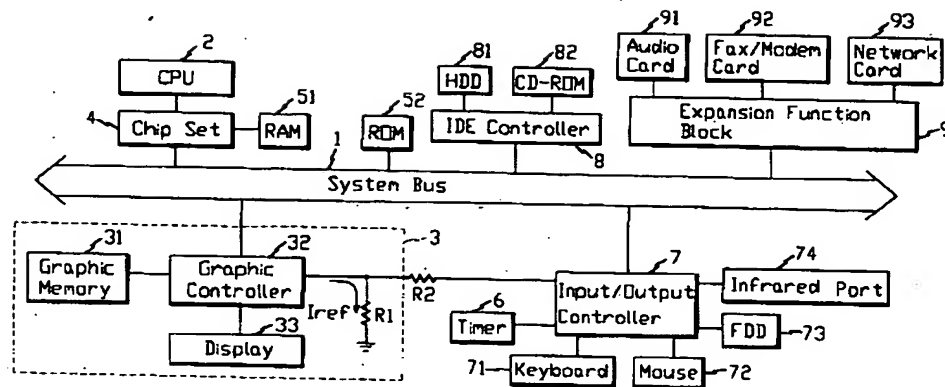 91
92
93
2
81
82
Audio Card
Fax/Modem Card
Network Card
CPU
HDD
CD-ROM
4
51
52
Chip Set
RAM
ROM
IDE Controller
Expansion Function Block
9
1
8
System Bus
31
32
3
7
74
Graphic Memory
Graphic Controller
Iref
R1
R2
6
Input/Output Controller
Infrared Port
33
Timer
FDD
73
Display
71
Keyboard
Mouse
72